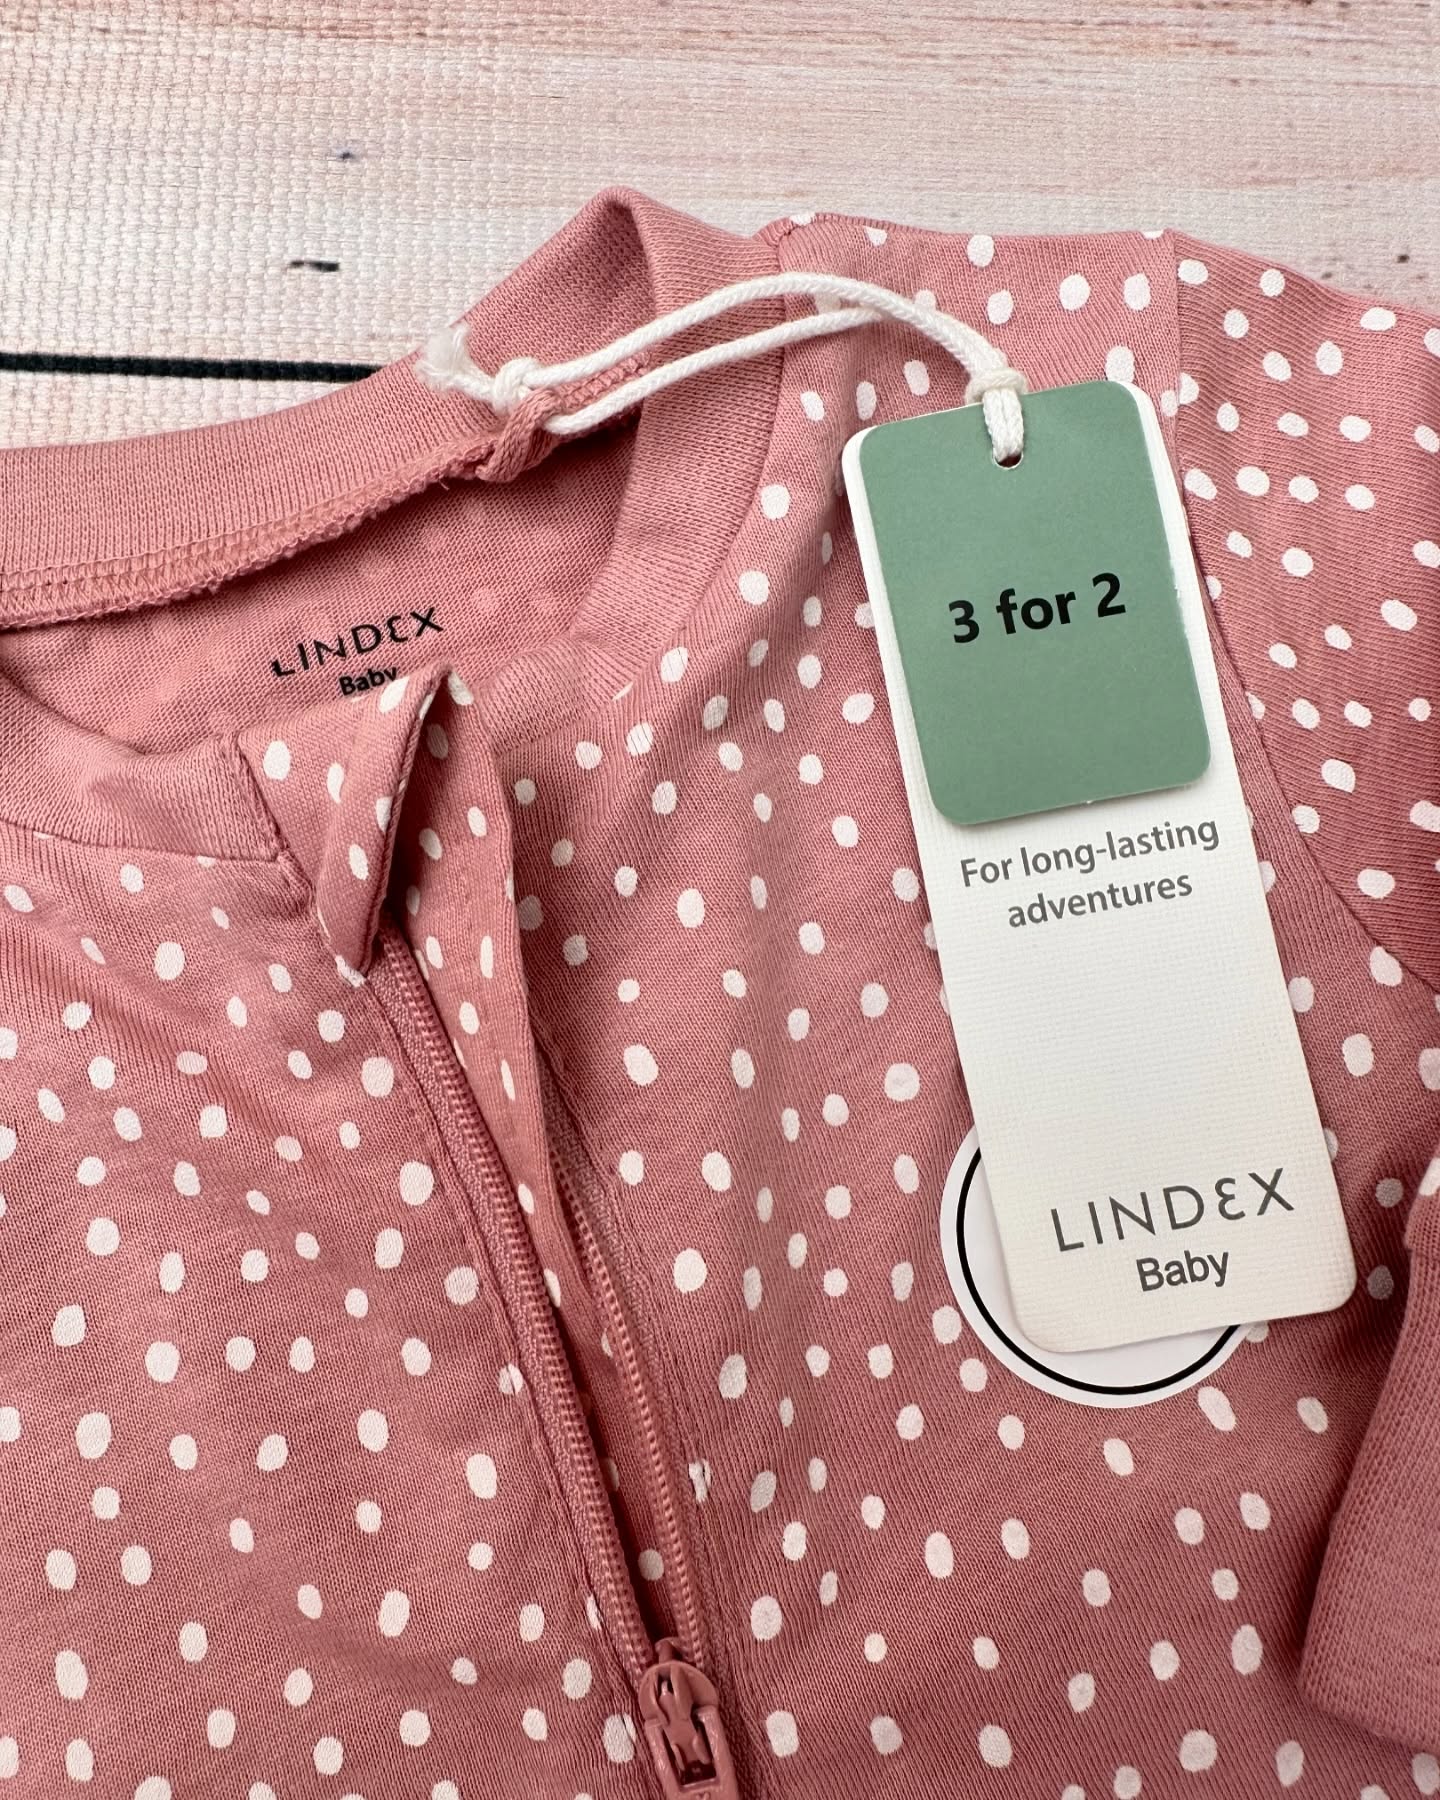 LINDEX
Baby
3 for 2
For long-lasting
adventures
LINDEX
Baby